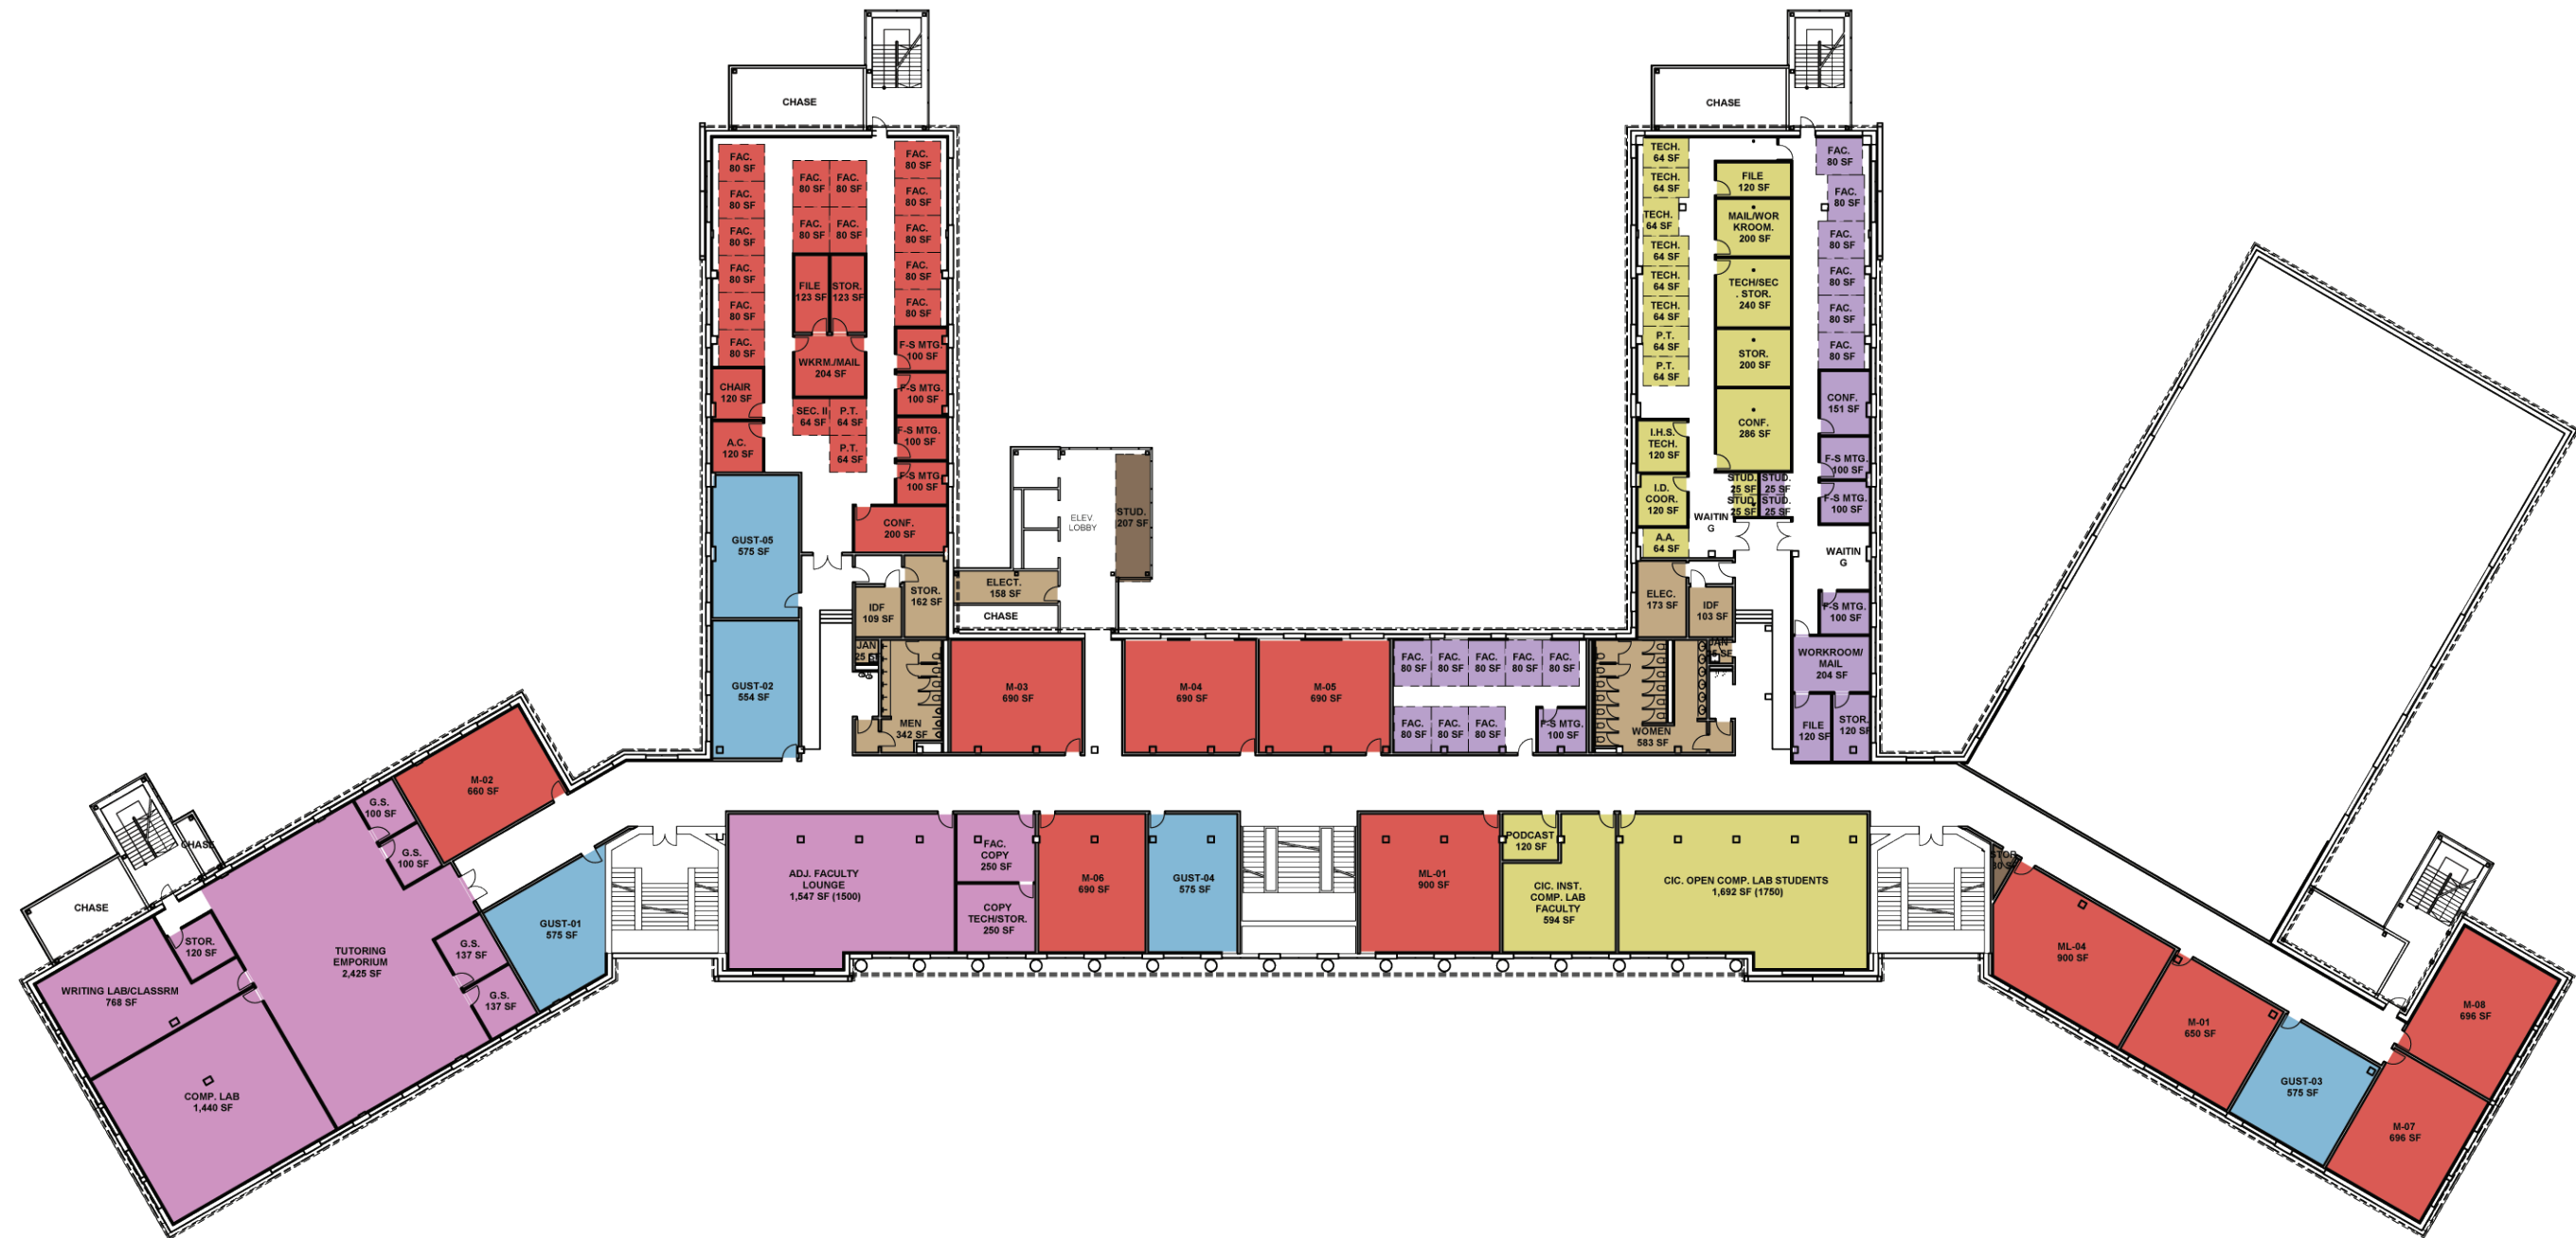 CHASE
CHASE
FAC.
80 SF
FAC.
80 SF
FAC.
80 SF
FAC.
80 SF
FAC.
80 SF
FAC.
80 SF
CHAIR
120 SF
A.C.
120 SF
FAC.
80 SF
FAC.
80 SF
FAC.
80 SF
FAC.
80 SF
FILE
123 SF
STOR.
123 SF
WKRM./MAIL
204 SF
SEC. II
64 SF
P.T.
64 SF
P.T.
64 SF
FAC.
80 SF
FAC.
80 SF
FAC.
80 SF
FAC.
80 SF
FAC.
80 SF
F-S MTG.
100 SF
F-S MTG.
100 SF
F-S MTG.
100 SF
F-S MTG.
100 SF
CONF.
200 SF
GUST-05
575 SF
GUST-02
554 SF
IDF
109 SF
STOR.
162 SF
JAN
25 SF
MEN
342 SF
ELEV.
LOBBY
STUD.
207 SF
ELECT.
158 SF
CHASE
M-03
690 SF
M-04
690 SF
M-05
690 SF
FAC.
80 SF
FAC.
80 SF
FAC.
80 SF
FAC.
80 SF
FAC.
80 SF
FAC.
80 SF
FAC.
80 SF
FAC.
80 SF
F-S MTG.
100 SF
WOMEN
583 SF
TECH.
64 SF
TECH.
64 SF
TECH.
64 SF
TECH.
64 SF
TECH.
64 SF
TECH.
64 SF
P.T.
64 SF
P.T.
64 SF
I.H.S.
TECH.
120 SF
I.D.
COOR.
120 SF
A.A.
64 SF
ELEC.
173 SF
IDF
103 SF
JAN
FILE
120 SF
MAIL/WOR
KROOM.
200 SF
TECH/SEC
. STOR.
240 SF
STOR.
200 SF
CONF.
286 SF
STUD.
25 SF
STUD.
25 SF
STUD.
25 SF
STUD.
25 SF
WAITIN
G
FAC.
80 SF
FAC.
80 SF
FAC.
80 SF
FAC.
80 SF
FAC.
80 SF
FAC.
80 SF
CONF.
151 SF
F-S MTG.
100 SF
F-S MTG.
100 SF
WAITIN
G
F-S MTG.
100 SF
WORKROOM/
MAIL
204 SF
FILE
120 SF
STOR.
120 SF
M-02
660 SF
G.S.
100 SF
G.S.
100 SF
CHASE
CHASE
STOR.
120 SF
WRITING LAB/CLASSRM
768 SF
COMP. LAB
1,440 SF
TUTORING
EMPORIUM
2,425 SF
G.S.
137 SF
G.S.
137 SF
GUST-01
575 SF
ADJ. FACULTY
LOUNGE
1,547 SF (1500)
FAC.
COPY
250 SF
COPY
TECH/STOR.
250 SF
M-06
690 SF
GUST-04
575 SF
ML-01
900 SF
PODCAST
120 SF
CIC. INST.
COMP. LAB
FACULTY
594 SF
CIC. OPEN COMP. LAB STUDENTS
1,692 SF (1750)
STOR.
ML-04
900 SF
M-01
650 SF
GUST-03
575 SF
M-08
696 SF
M-07
696 SF